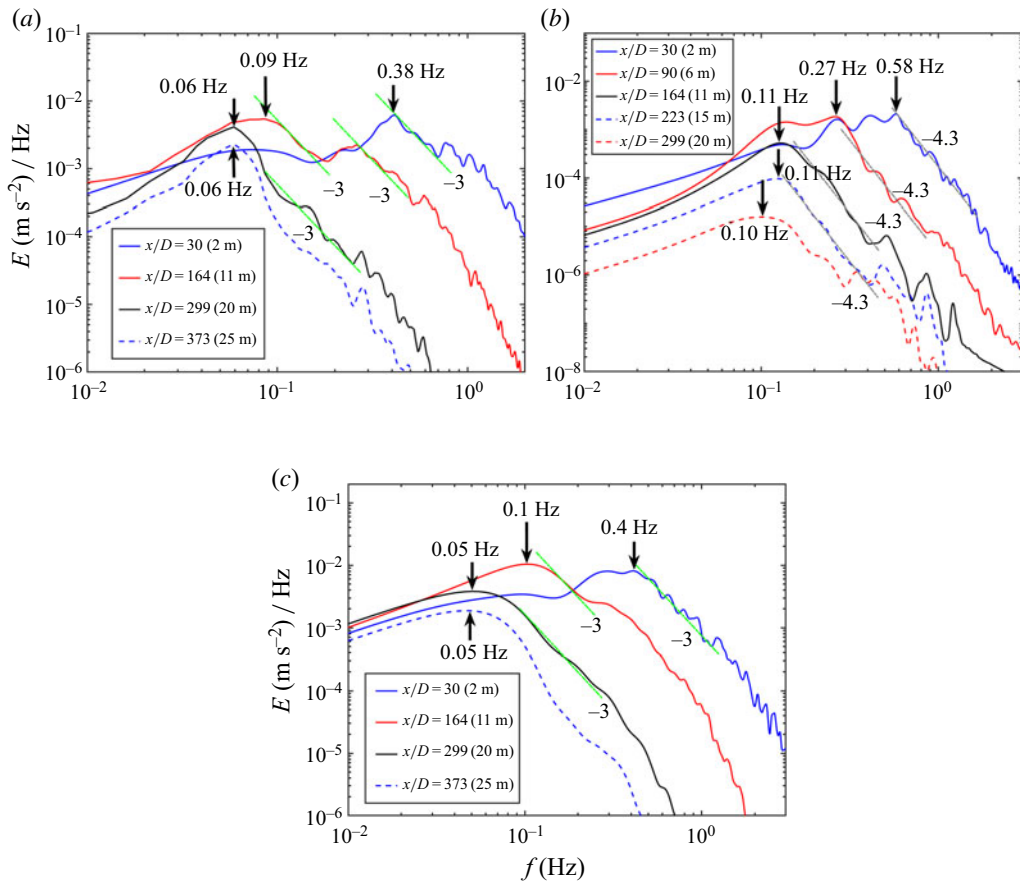 (a)
10⁻¹
10⁻²
10⁻³
10⁻⁴
10⁻⁵
10⁻⁶
E (m s⁻²) / Hz
0.09 Hz
0.38 Hz
0.06 Hz
0.06 Hz
–3
–3
–3
–3
x/D = 30 (2 m)
x/D = 164 (11 m)
x/D = 299 (20 m)
x/D = 373 (25 m)
10⁻²
10⁻¹
10⁰
(b)
10⁻²
10⁻⁴
10⁻⁶
10⁻⁸
x/D = 30 (2 m)
x/D = 90 (6 m)
x/D = 164 (11 m)
x/D = 223 (15 m)
x/D = 299 (20 m)
0.27 Hz
0.58 Hz
0.11 Hz
0.11 Hz
0.10 Hz
–4.3
–4.3
–4.3
–4.3
10⁻²
10⁻¹
10⁰
(c)
10⁻¹
10⁻²
10⁻³
10⁻⁴
10⁻⁵
10⁻⁶
E (m s⁻²) / Hz
0.1 Hz
0.4 Hz
0.05 Hz
0.05 Hz
–3
–3
–3
x/D = 30 (2 m)
x/D = 164 (11 m)
x/D = 299 (20 m)
x/D = 373 (25 m)
10⁻²
10⁻¹
10⁰
f (Hz)